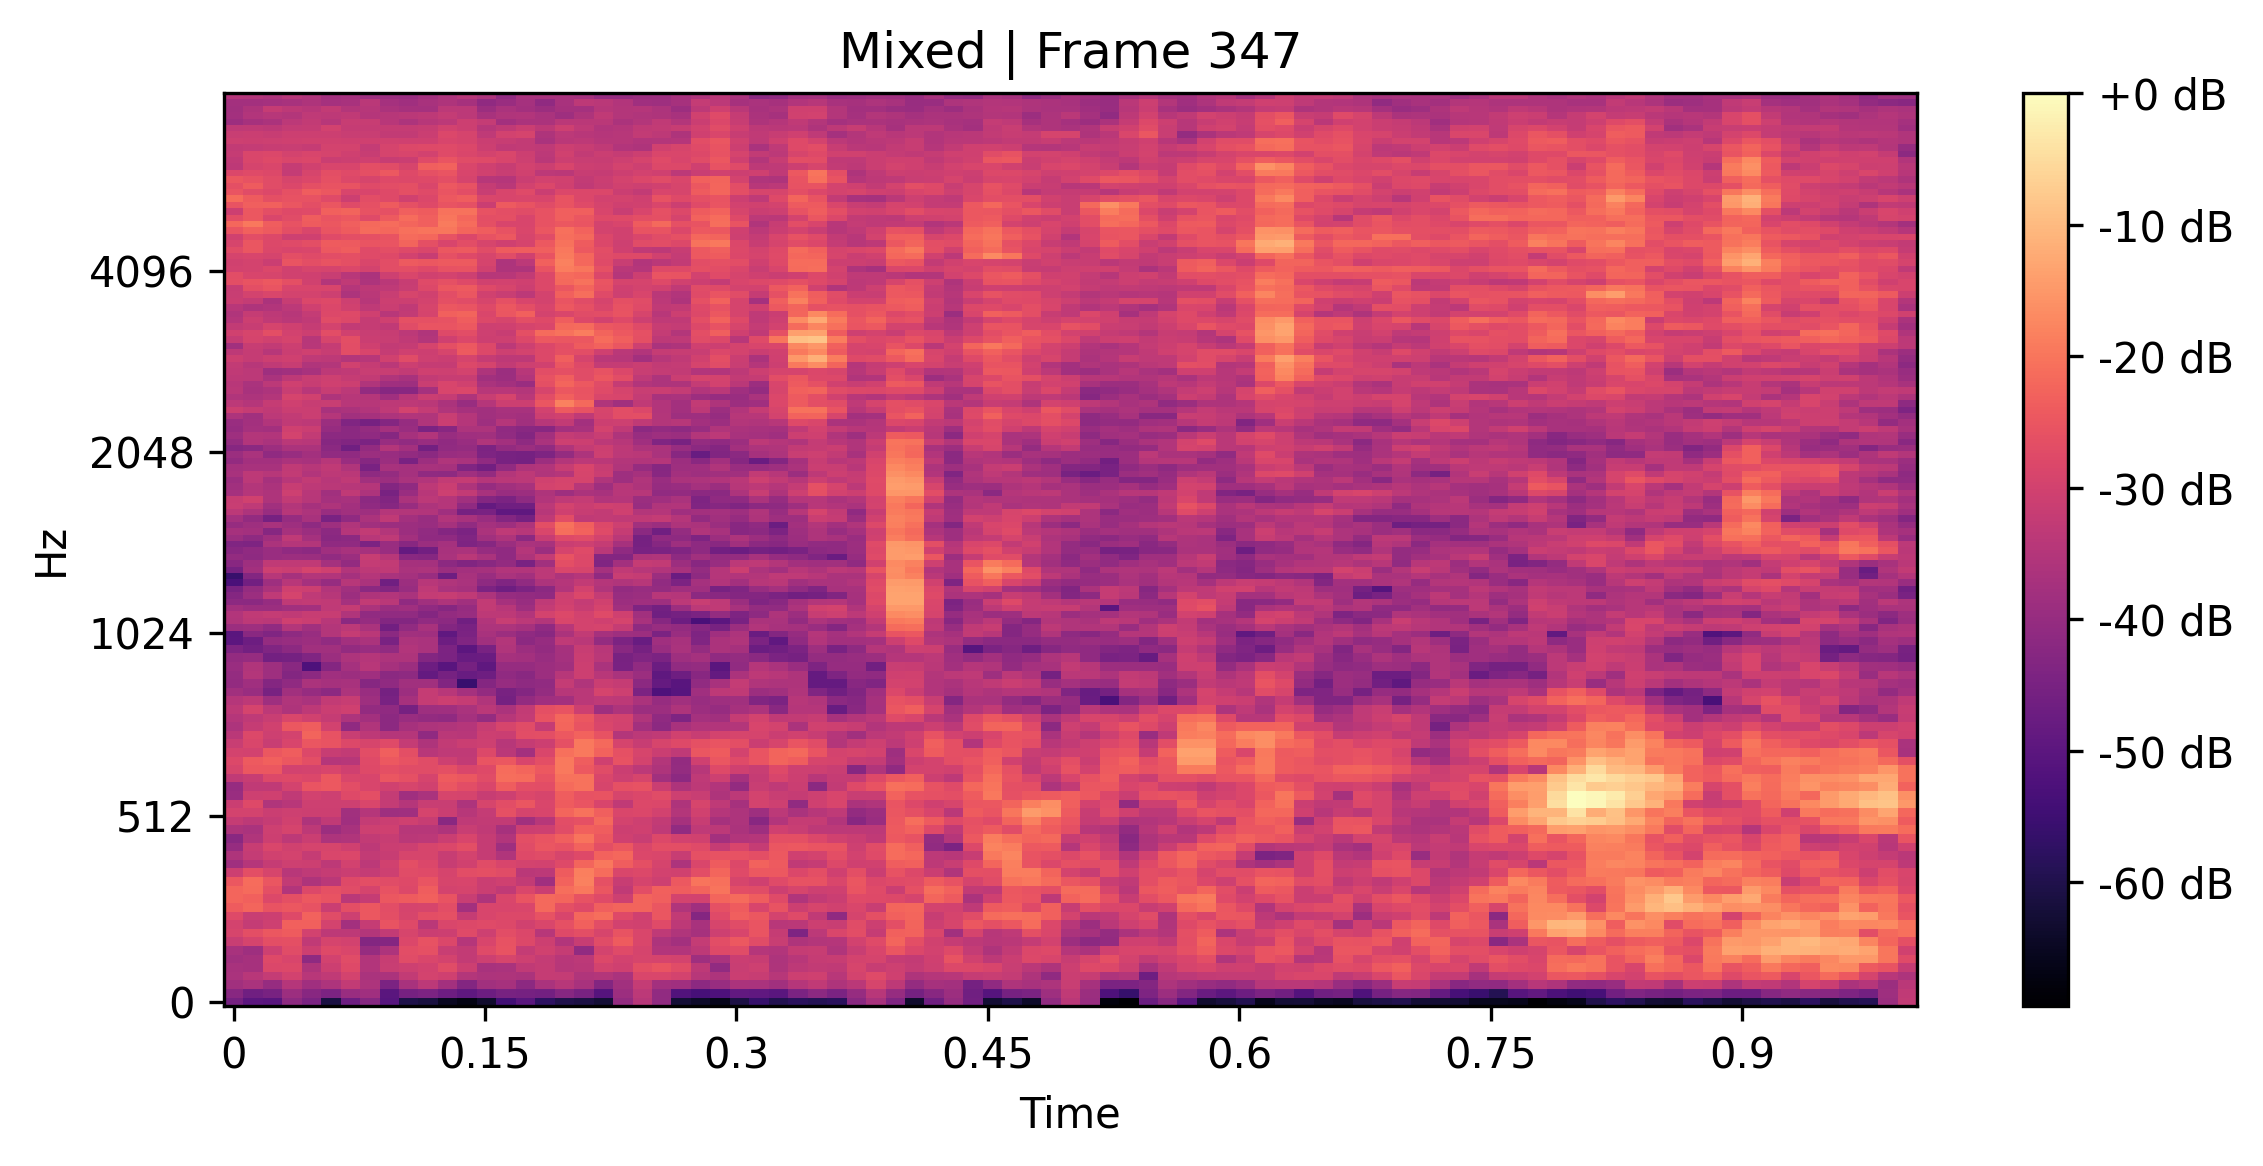 Mixed | Frame 347
+0 dB
-10 dB
-20 dB
-30 dB
-40 dB
-50 dB
-60 dB
Hz
4096
2048
1024
512
0
0 0.15 0.3 0.45 0.6 0.75 0.9
Time